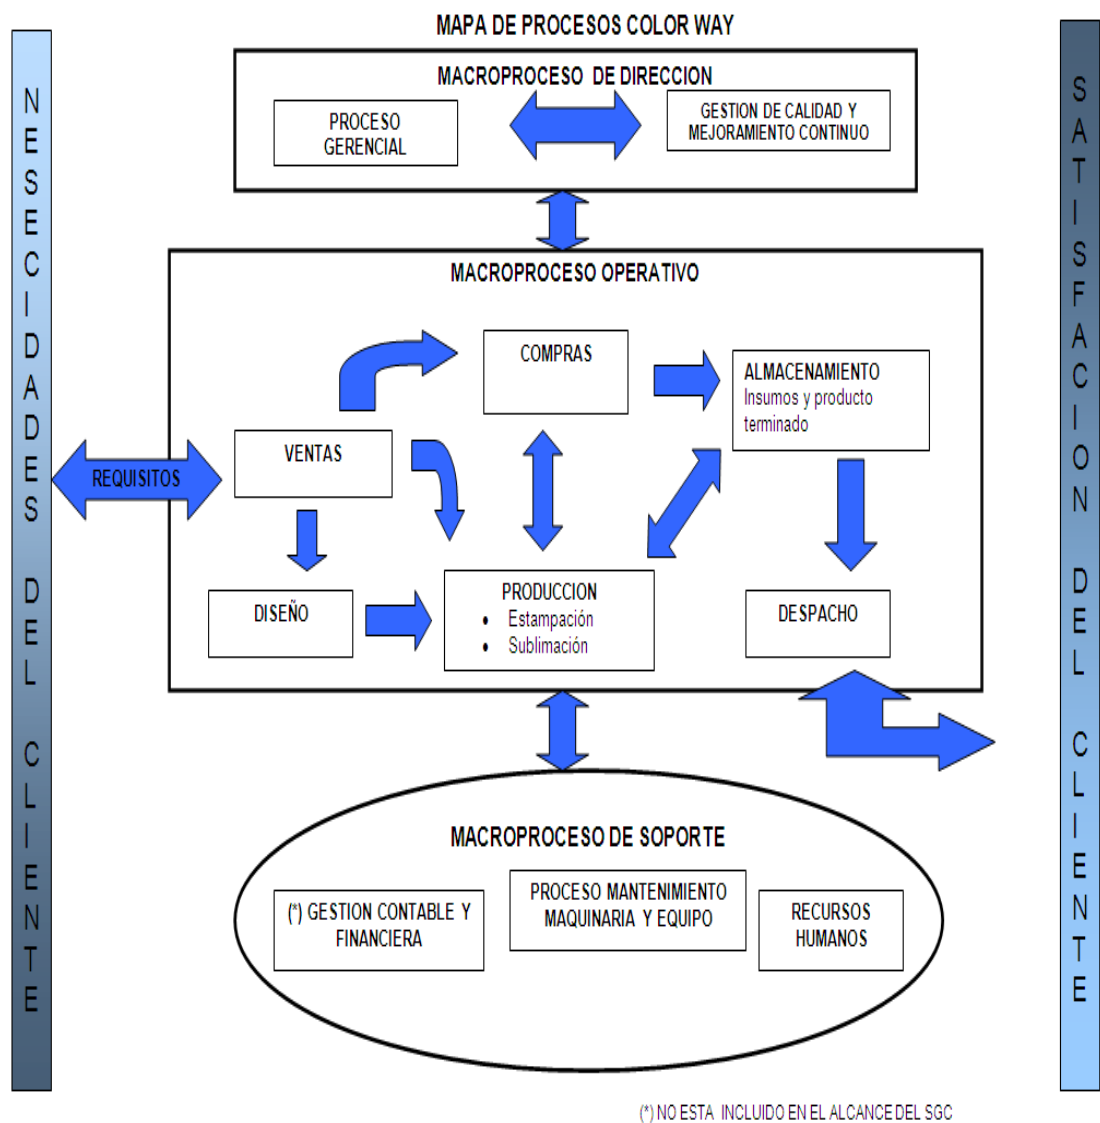 MAPA DE PROCESOS COLOR WAY
NESECIDADES DEL CLIENTE
MACROPROCESO DE DIRECCION
PROCESO
GERENCIAL
GESTION DE CALIDAD Y
MEJORAMIENTO CONTINUO
MACROPROCESO OPERATIVO
REQUISITOS
VENTAS
COMPRAS
ALMACENAMIENTO
Insumos y producto
terminado
DISEÑO
PRODUCCION
• Estampación
• Sublimación
DESPACHO
MACROPROCESO DE SOPORTE
(*) GESTION CONTABLE Y
FINANCIERA
PROCESO MANTENIMIENTO
MAQUINARIA Y EQUIPO
RECURSOS
HUMANOS
SATISFACION DEL CLIENTE
(*) NO ESTA INCLUIDO EN EL ALCANCE DEL SGC